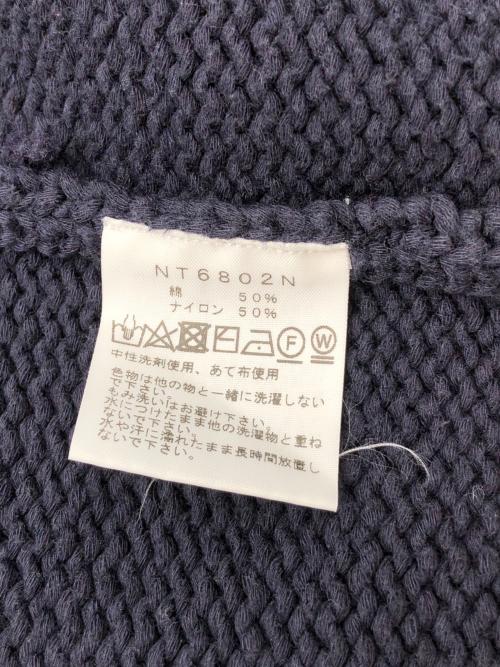 NT6802N
綿 50%
ナイロン 50%
F W
中性洗剤使用、あて布使用
色物は他の物と一緒に洗濯しない
で下さい。
もみ洗いはお避け下さい。
水につけたまま他の洗濯物と重ね
ないで下さい。
水や汗に濡れたまま長時間放置し
ないで下さい。